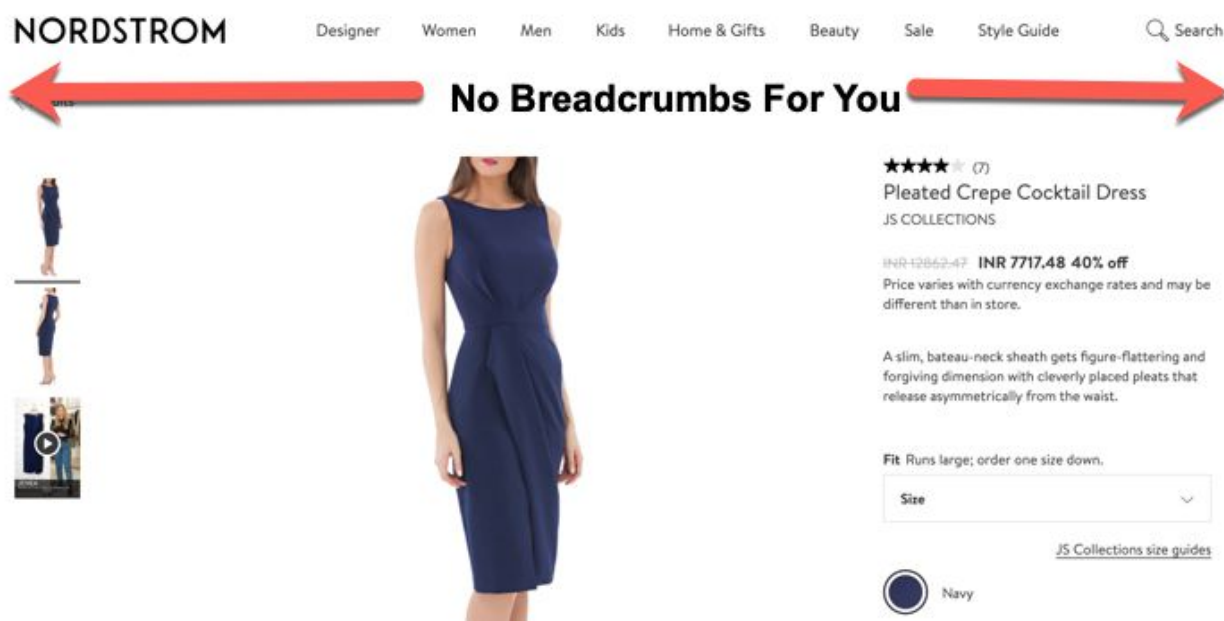 NORDSTROM
Designer Women Men Kids Home & Gifts Beauty Sale Style Guide Search
No Breadcrumbs For You
(7)
Pleated Crepe Cocktail Dress
JS COLLECTIONS
INR 12862.47 INR 7717.48 40% off
Price varies with currency exchange rates and may be
different than in store.
A slim, bateau-neck sheath gets figure-flattering and
forgiving dimension with cleverly placed pleats that
release asymmetrically from the waist.
Fit Runs large; order one size down.
Size
JS Collections size guides
Navy